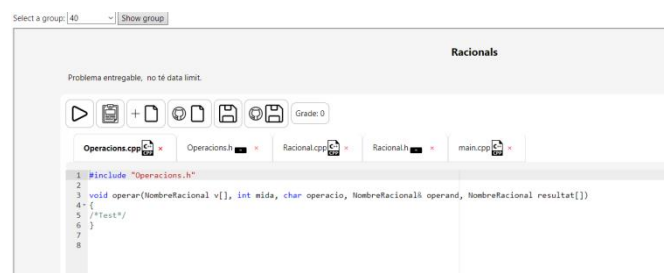 Select a group: 40 Show group
Racionals
Problema entregable, no té data limit.
Grade: 0
Operacions.cpp × Operacions.h × Racional.cpp × Racional.h × main.cpp ×
1 #include "Operacions.h"
2
3 void operar(NombreRacional v[], int mida, char operacio, NombreRacional& operand, NombreRacional resultat[])
4 {
5 /*Test*/
6 }
7
8